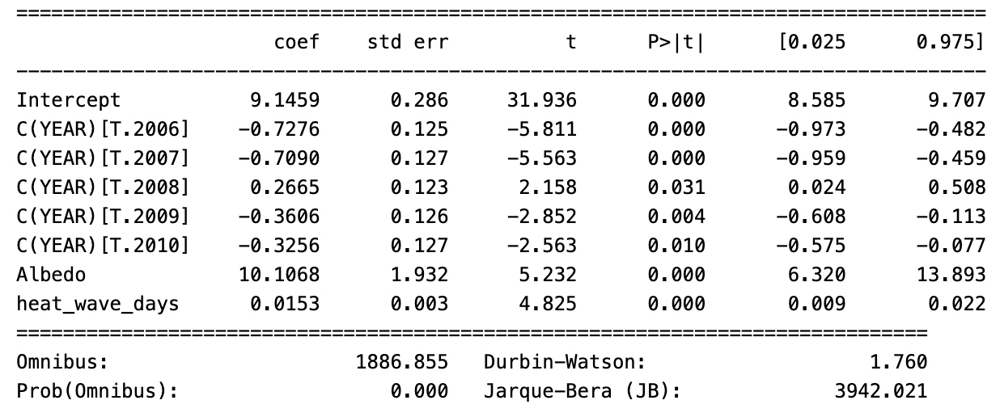 ==============================================================================
coef std err t P>|t| [0.025 0.975]
------------------------------------------------------------------------------
Intercept 9.1459 0.286 31.936 0.000 8.585 9.707
C(YEAR)[T.2006] -0.7276 0.125 -5.811 0.000 -0.973 -0.482
C(YEAR)[T.2007] -0.7090 0.127 -5.563 0.000 -0.959 -0.459
C(YEAR)[T.2008] 0.2665 0.123 2.158 0.031 0.024 0.508
C(YEAR)[T.2009] -0.3606 0.126 -2.852 0.004 -0.608 -0.113
C(YEAR)[T.2010] -0.3256 0.127 -2.563 0.010 -0.575 -0.077
Albedo 10.1068 1.932 5.232 0.000 6.320 13.893
heat_wave_days 0.0153 0.003 4.825 0.000 0.009 0.022
==============================================================================
Omnibus: 1886.855 Durbin-Watson: 1.760
Prob(Omnibus): 0.000 Jarque-Bera (JB): 3942.021